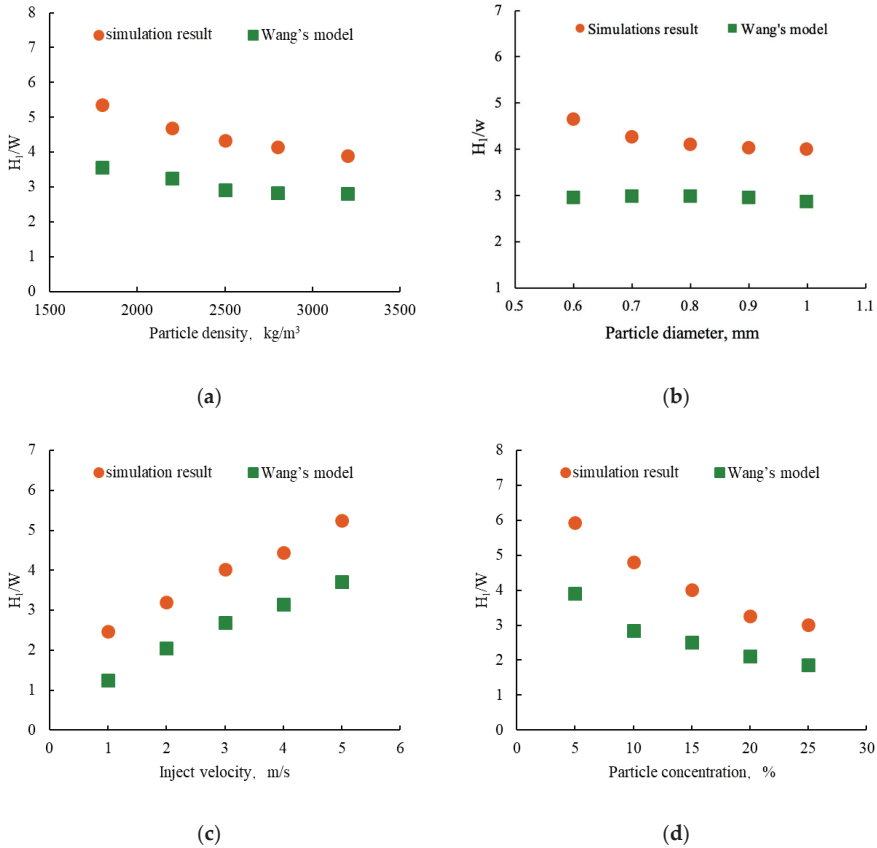 simulation result Wang's model
8
7
6
5
4
3
2
1
0
H₁/W
1500 2000 2500 3000 3500
Particle density, kg/m³
(a)
Simulations result Wang's model
7
6
5
4
3
2
1
H₁/w
0.5 0.6 0.7 0.8 0.9 1 1.1
Particle diameter, mm
(b)
7
simulation result Wang's model
6
5
4
3
2
1
0
H₁/W
0 1 2 3 4 5 6
Inject velocity, m/s
(c)
8
simulation result Wang's model
7
6
5
4
3
2
1
0
H₁/W
0 5 10 15 20 25 30
Particle concentration, %
(d)